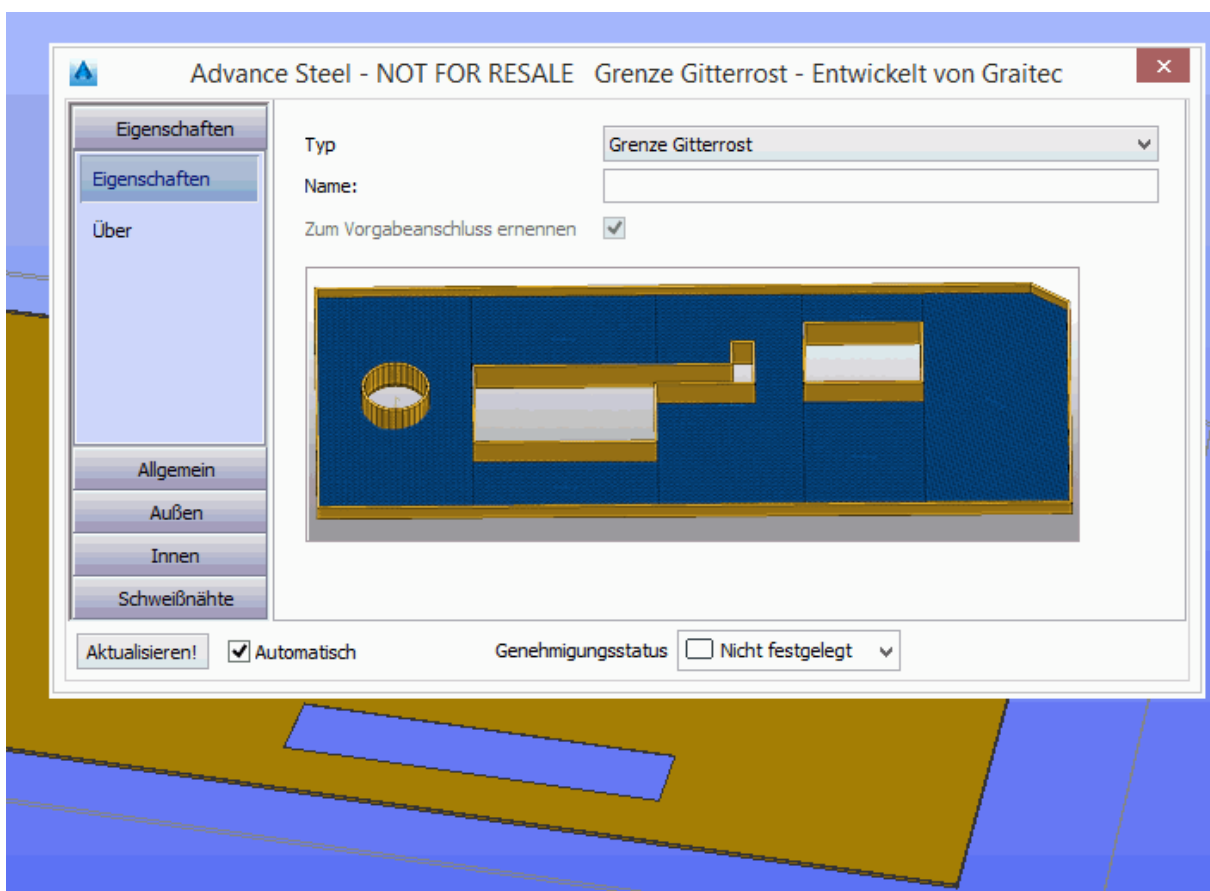 Advance Steel - NOT FOR RESALE Grenze Gitterrost - Entwickelt von Graitec
Eigenschaften
Eigenschaften
Über
Allgemein
Außen
Innen
Schweißnähte
Typ
Grenze Gitterrost
Name:
Zum Vorgabeanschluss ernennen
Aktualisieren!
Automatisch
Genehmigungsstatus
Nicht festgelegt